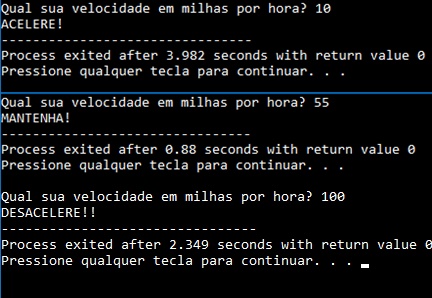 Qual sua velocidade em milhas por hora? 10
ACELERE!
--------------------------------
Process exited after 3.982 seconds with return value 0
Pressione qualquer tecla para continuar. . .
Qual sua velocidade em milhas por hora? 55
MANTENHA!
--------------------------------
Process exited after 0.88 seconds with return value 0
Pressione qualquer tecla para continuar. . .
Qual sua velocidade em milhas por hora? 100
DESACELERE!!
--------------------------------
Process exited after 2.349 seconds with return value 0
Pressione qualquer tecla para continuar. . .